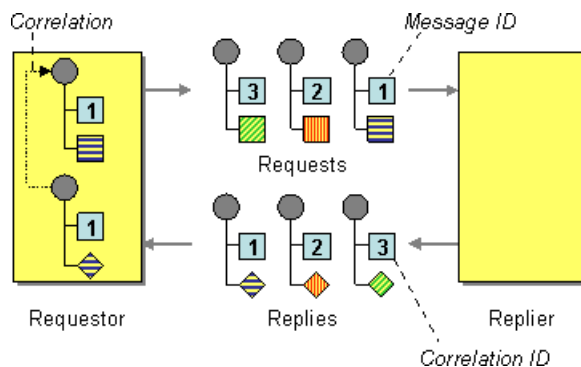 Correlation
Message ID
1
3 2 1
Requests
1
1 2 3
Requestor Replies Replier
Correlation ID